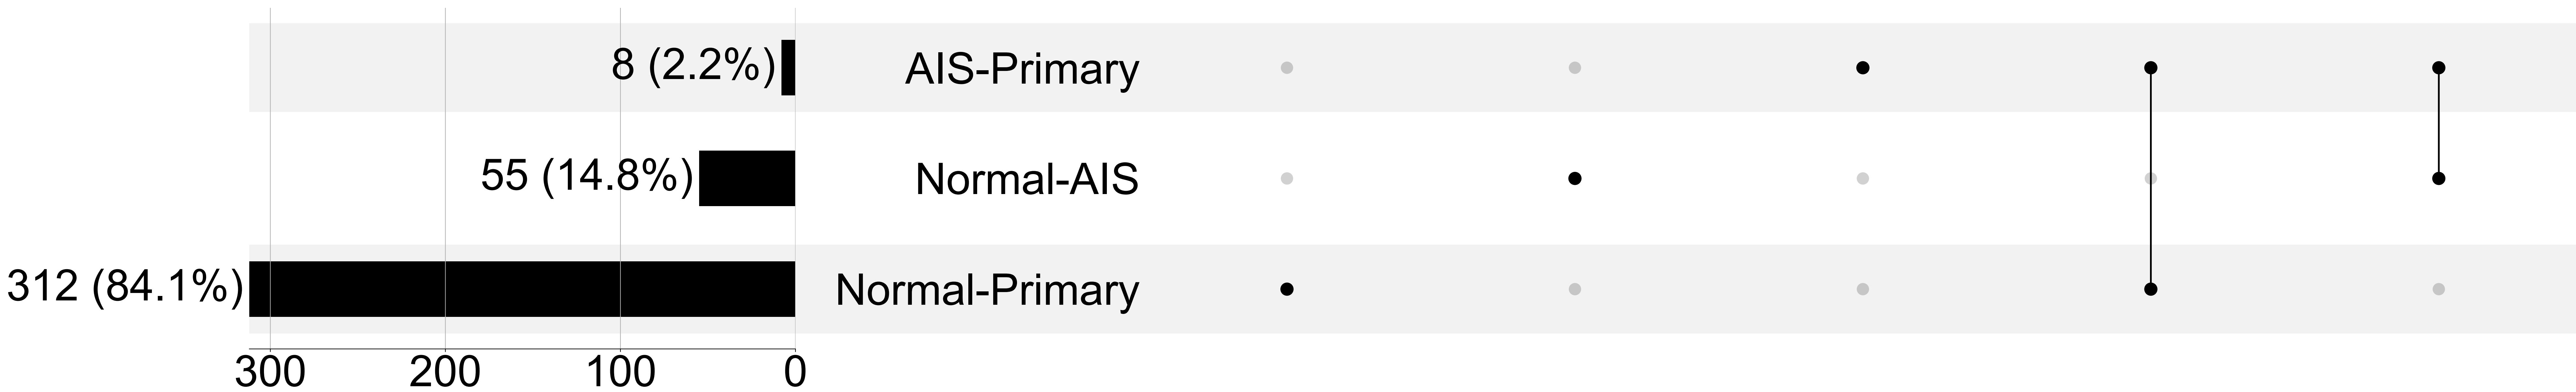 8 (2.2%) AIS-Primary
55 (14.8%) Normal-AIS
312 (84.1%) Normal-Primary
300 200 100 0